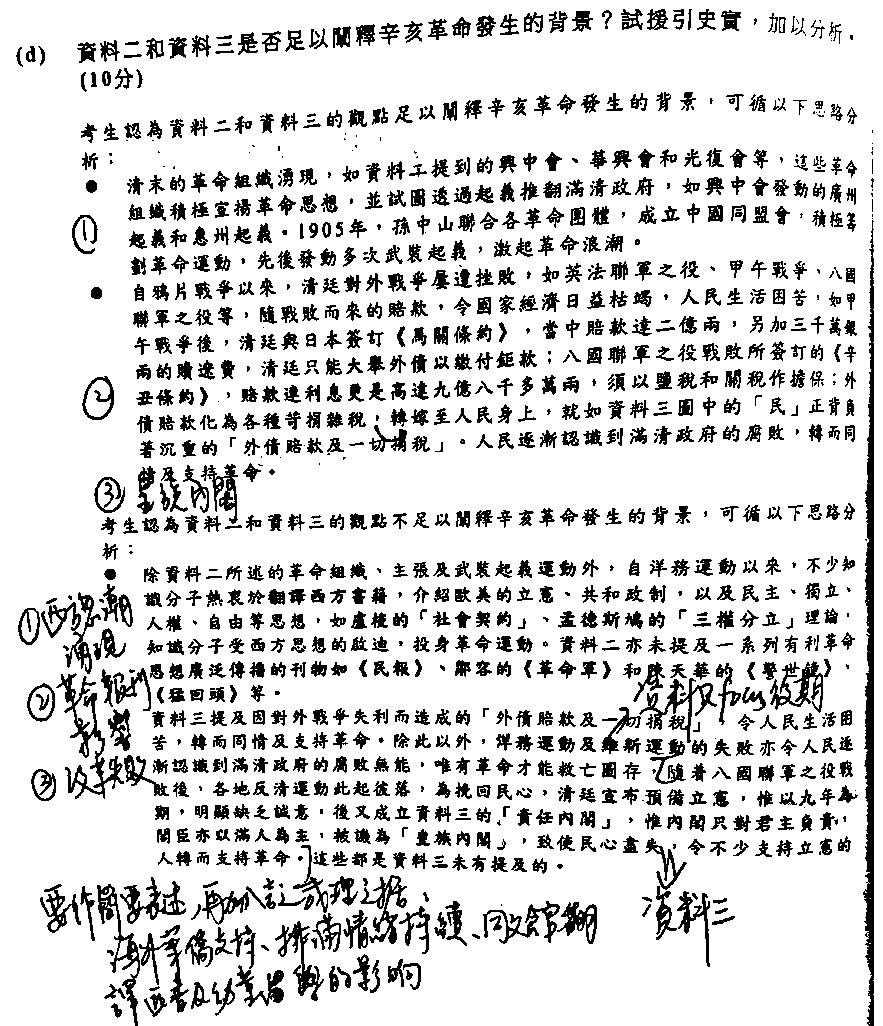 (d) 資料二和資料三是否足以闡釋辛亥革命發生的背景？試援引史實，加以分析。
(10分)
考生認為資料二和資料三的觀點足以闡釋辛亥革命發生的背景，可循以下思路分
析：
● 清末的革命組織湧現，如資料工提到的興中會、華興會和光復會等，這些革命
組織積極宣揚革命思想，並試圖透過起義推翻滿清政府，如興中會發動的廣州
① 起義和惠州起義。1905年，孫中山聯合各革命團體，成立中國同盟會，積極籌
劃革命運動，先後發動多次武裝起義，激起革命浪潮。
● 自鴉片戰爭以來，清廷對外戰爭屢遭挫敗，如英法聯軍之役、甲午戰爭、八國
聯軍之役等，隨戰敗而來的賠款，令國家經濟日益枯竭，人民生活困苦，如甲
午戰爭後，清廷與日本簽訂《馬關條約》，當中賠款達二億兩，另加三千萬銀
兩的贖遼費，清廷只能大舉外債以繳付鉅款；八國聯軍之役戰敗所簽訂的《辛
② 丑條約》，賠款連利息更是高達九億八千多萬兩，須以鹽稅和關稅作擔保；外
債賠款化為各種苛捐雜稅，轉嫁至人民身上，就如資料三圖中的「民」正背負
著沉重的「外債賠款及一切捐稅」。人民逐漸認識到滿清政府的腐敗，轉而同
情及支持革命。
③ 皇族內閣
考生認為資料二和資料三的觀點不足以闡釋辛亥革命發生的背景，可循以下思路分
析：
● 除資料二所述的革命組織、主張及武裝起義運動外，自洋務運動以來，不少知
識分子熱衷於翻譯西方書籍，介紹歐美的立憲、共和政制，以及民主、獨立、
人權、自由等思想，如盧梭的「社會契約」、孟德斯鳩的「三權分立」理論，
知識分子受西方思想的啟迪，投身革命運動。資料二亦未提及一系列有利革命
思想廣泛傳播的刊物如《民報》、鄒容的《革命軍》和陳天華的《警世鐘》、
《猛回頭》等。
①西認潮
湧現
②革命報刊
影響
③改革失敗
資料只focus後期
資料三提及因對外戰爭失利而造成的「外債賠款及一切捐稅」，令人民生活困
苦，轉而同情及支持革命。除此以外，洋務運動及維新運動的失敗亦令人民逐
漸認識到滿清政府的腐敗無能，唯有革命才能救亡圖存。隨着八國聯軍之役戰
敗後，各地反清運動此起彼落，為挽回民心，清廷宣布預備立憲，惟以九年為
期，明顯缺乏誠意，後又成立資料三的「責任內閣」，惟內閣只對君主負責，
閣臣亦以滿人為主，被譏為「皇族內閣」，致使民心盡失，令不少支持立憲的
人轉而支持革命。這些都是資料三未有提及的。
資料三
要作簡要表述，再加以 或理之據、
海外華僑支持、排滿情緒持續、同文館翻
譯西書及幼童留學的影响